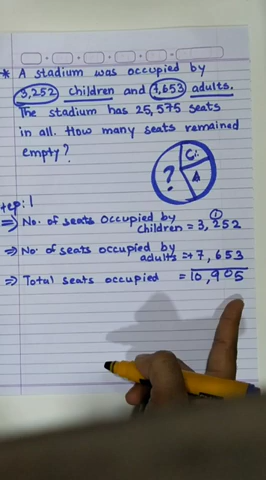 * A stadium was occupied by
3,252 children and 7,653 adults.
The stadium has 25,575 seats
in all. How many seats remained
empty?
? C. A
tep:1
⇒ No. of seats occupied by
children = 3,252
1
⇒ No. of seats occupied by
adults = +7,653
⇒ Total seats occupied = 10,905